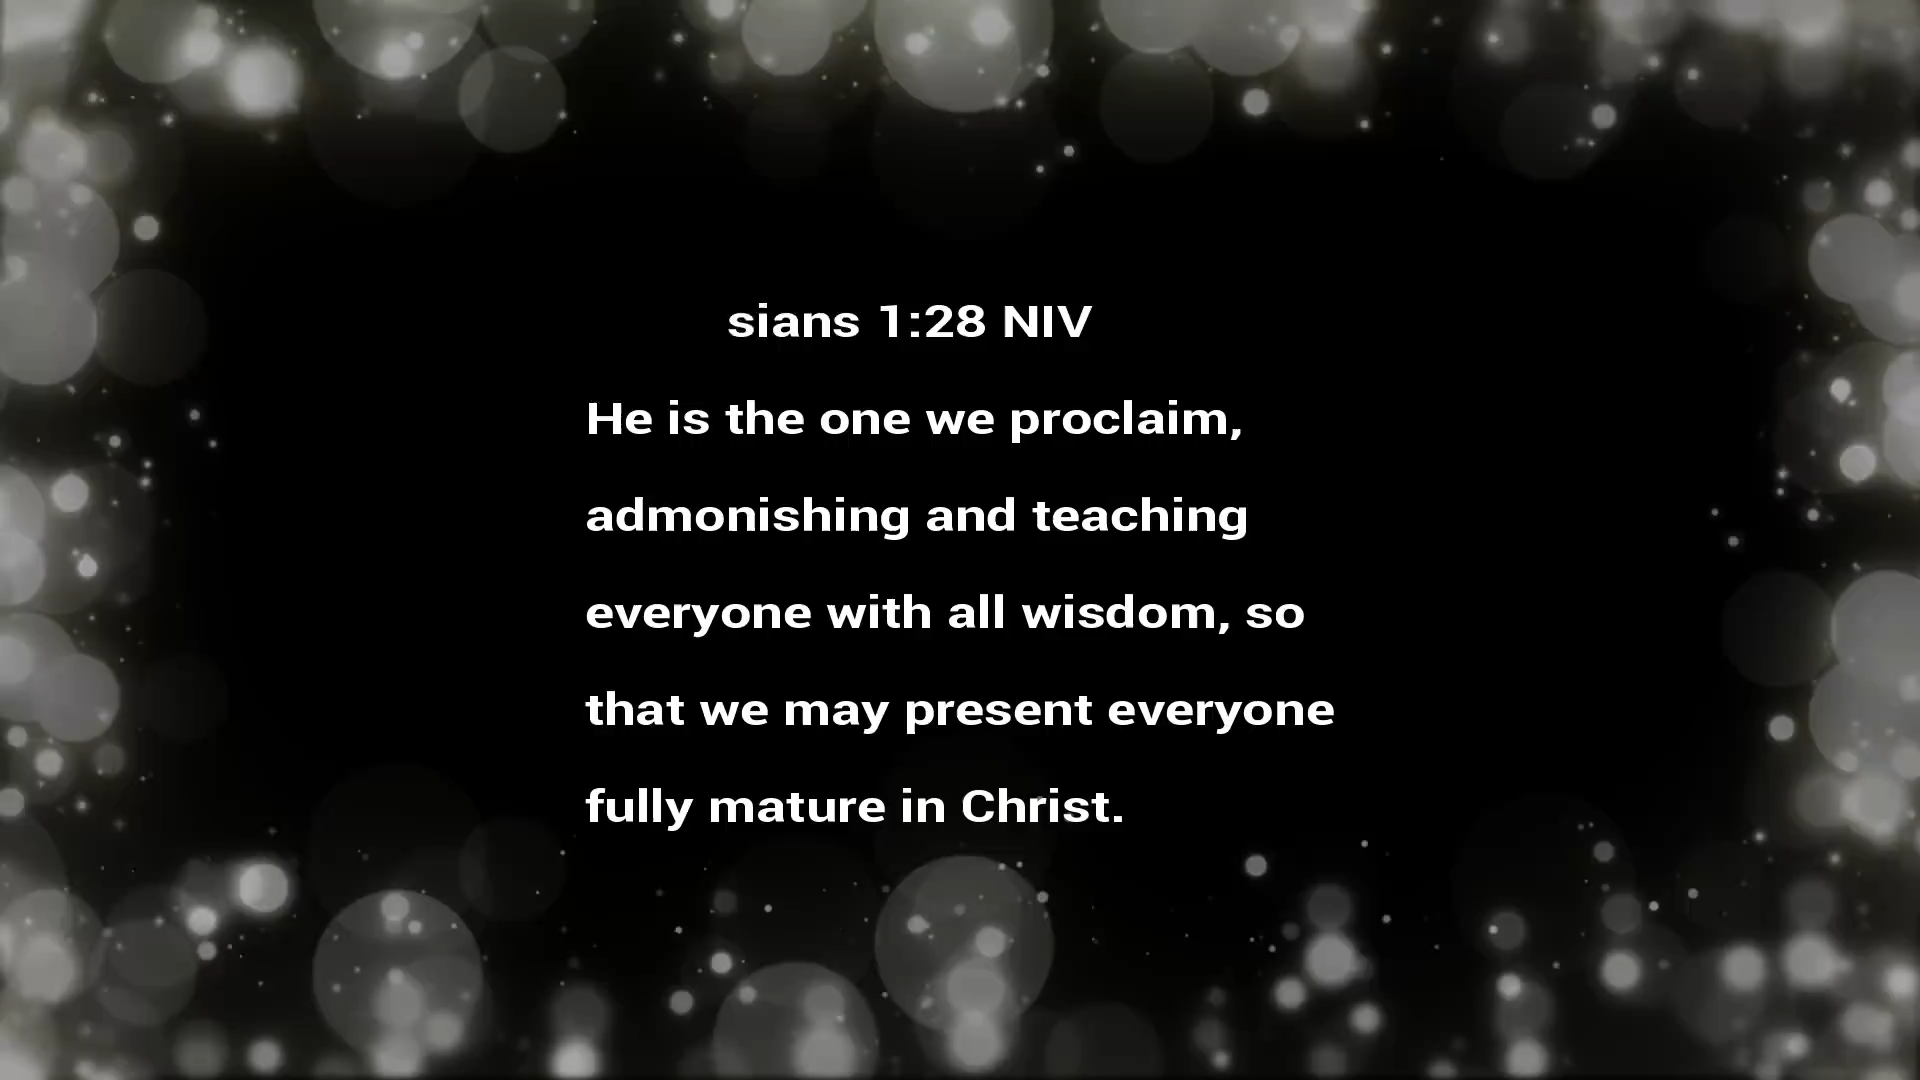 sians 1:28 NIV
He is the one we proclaim,
admonishing and teaching
everyone with all wisdom, so
that we may present everyone
fully mature in Christ.